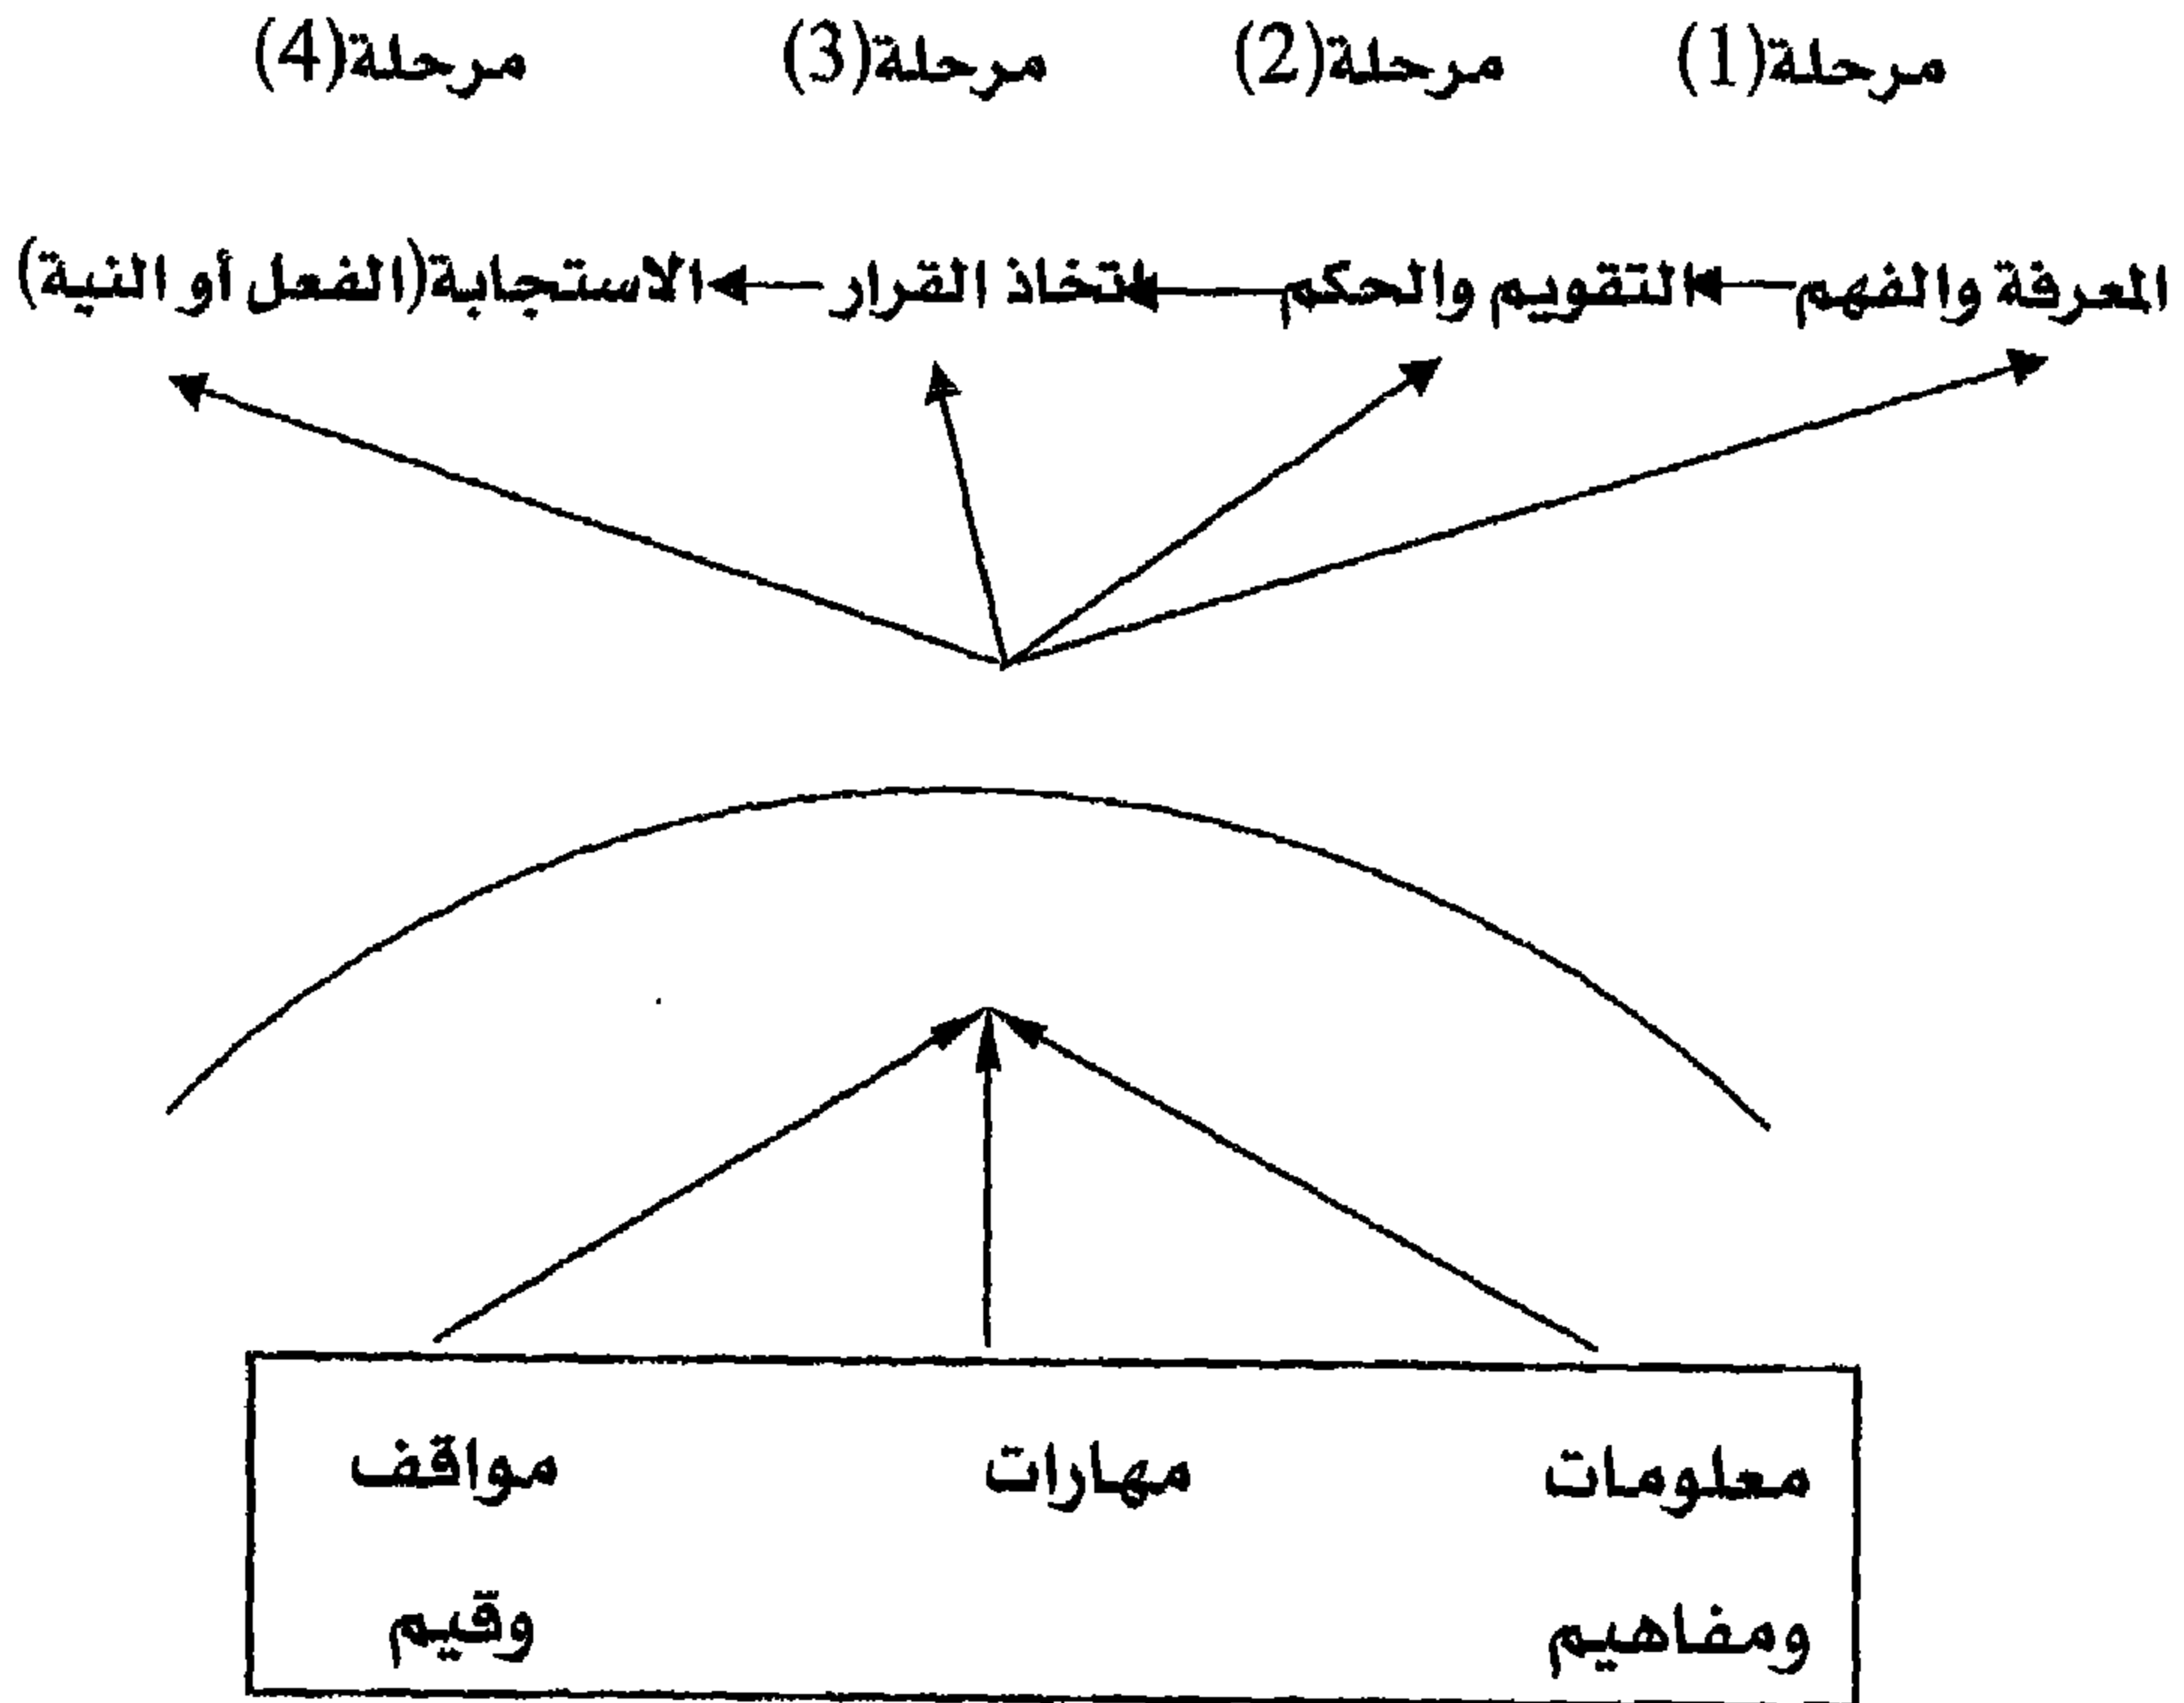 مرحلة(1) مرحلة(2) مرحلة(3) مرحلة(4)
المعرفة والفهم التقويم والحكم اتخاذ القرار الاستجابة(الفعل أو النية)
معلومات مهارات مواقف
ومفاهيم وقيم